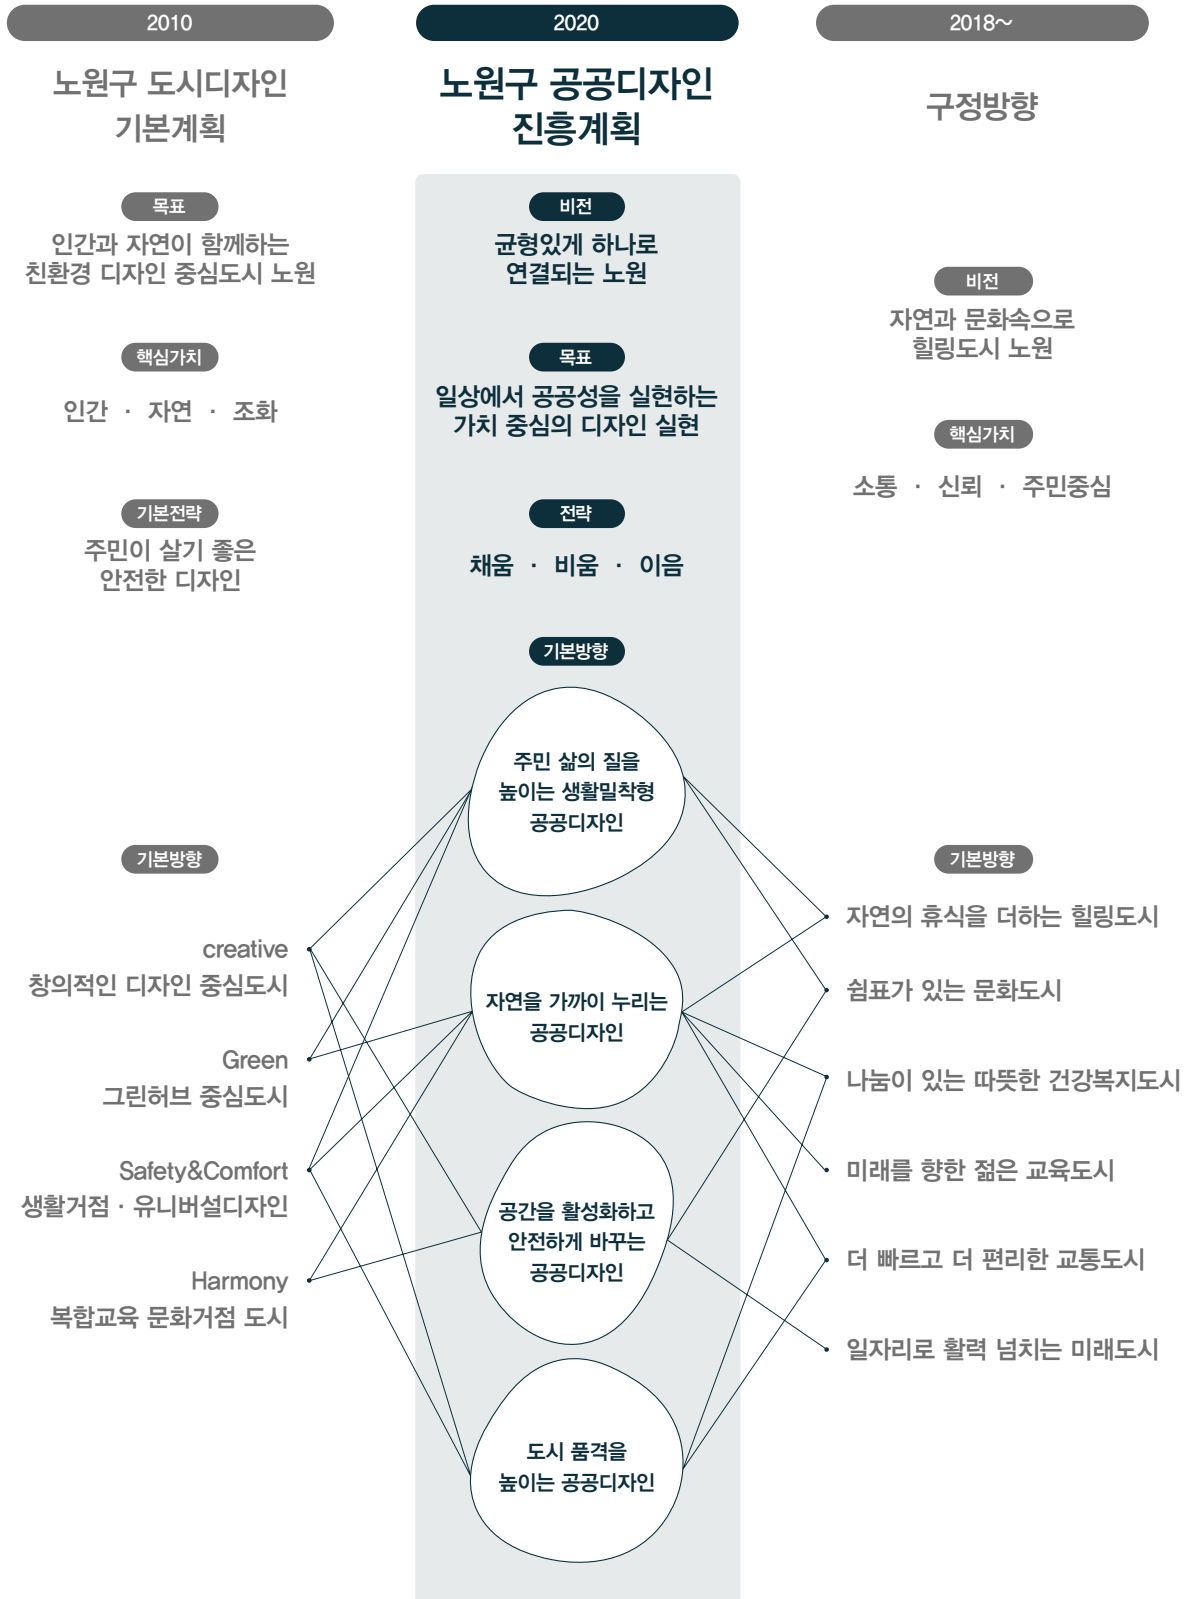 2010
노원구 도시디자인
기본계획
목표
인간과 자연이 함께하는
친환경 디자인 중심도시 노원
핵심가치
인간 · 자연 · 조화
기본전략
주민이 살기 좋은
안전한 디자인
기본방향
creative
창의적인 디자인 중심도시
Green
그린허브 중심도시
Safety&Comfort
생활거점 · 유니버설디자인
Harmony
복합교육 문화거점 도시
2020
노원구 공공디자인
진흥계획
비전
균형있게 하나로
연결되는 노원
목표
일상에서 공공성을 실현하는
가치 중심의 디자인 실현
전략
채움 · 비움 · 이음
기본방향
주민 삶의 질을
높이는 생활밀착형
공공디자인
자연을 가까이 누리는
공공디자인
공간을 활성화하고
안전하게 바꾸는
공공디자인
도시 품격을
높이는 공공디자인
2018~
구정방향
비전
자연과 문화속으로
힐링도시 노원
핵심가치
소통 · 신뢰 · 주민중심
기본방향
자연의 휴식을 더하는 힐링도시
쉼표가 있는 문화도시
나눔이 있는 따뜻한 건강복지도시
미래를 향한 젊은 교육도시
더 빠르고 더 편리한 교통도시
일자리로 활력 넘치는 미래도시